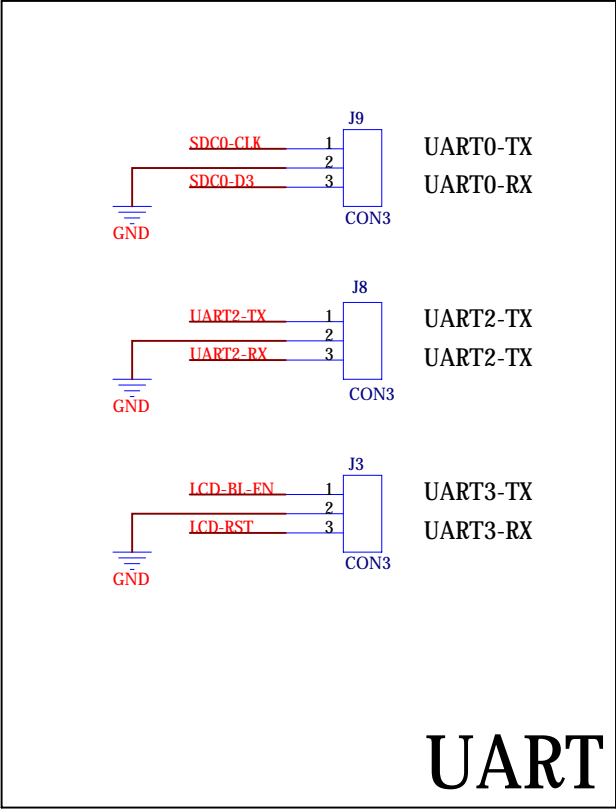 J9
SDC0-CLK 1 UART0-TX
2
SDC0-D3 3 UART0-RX
CON3
GND
J8
UART2-TX 1 UART2-TX
2
UART2-RX 3 UART2-TX
CON3
GND
J3
LCD-BL-EN 1 UART3-TX
2
LCD-RST 3 UART3-RX
CON3
GND
UART